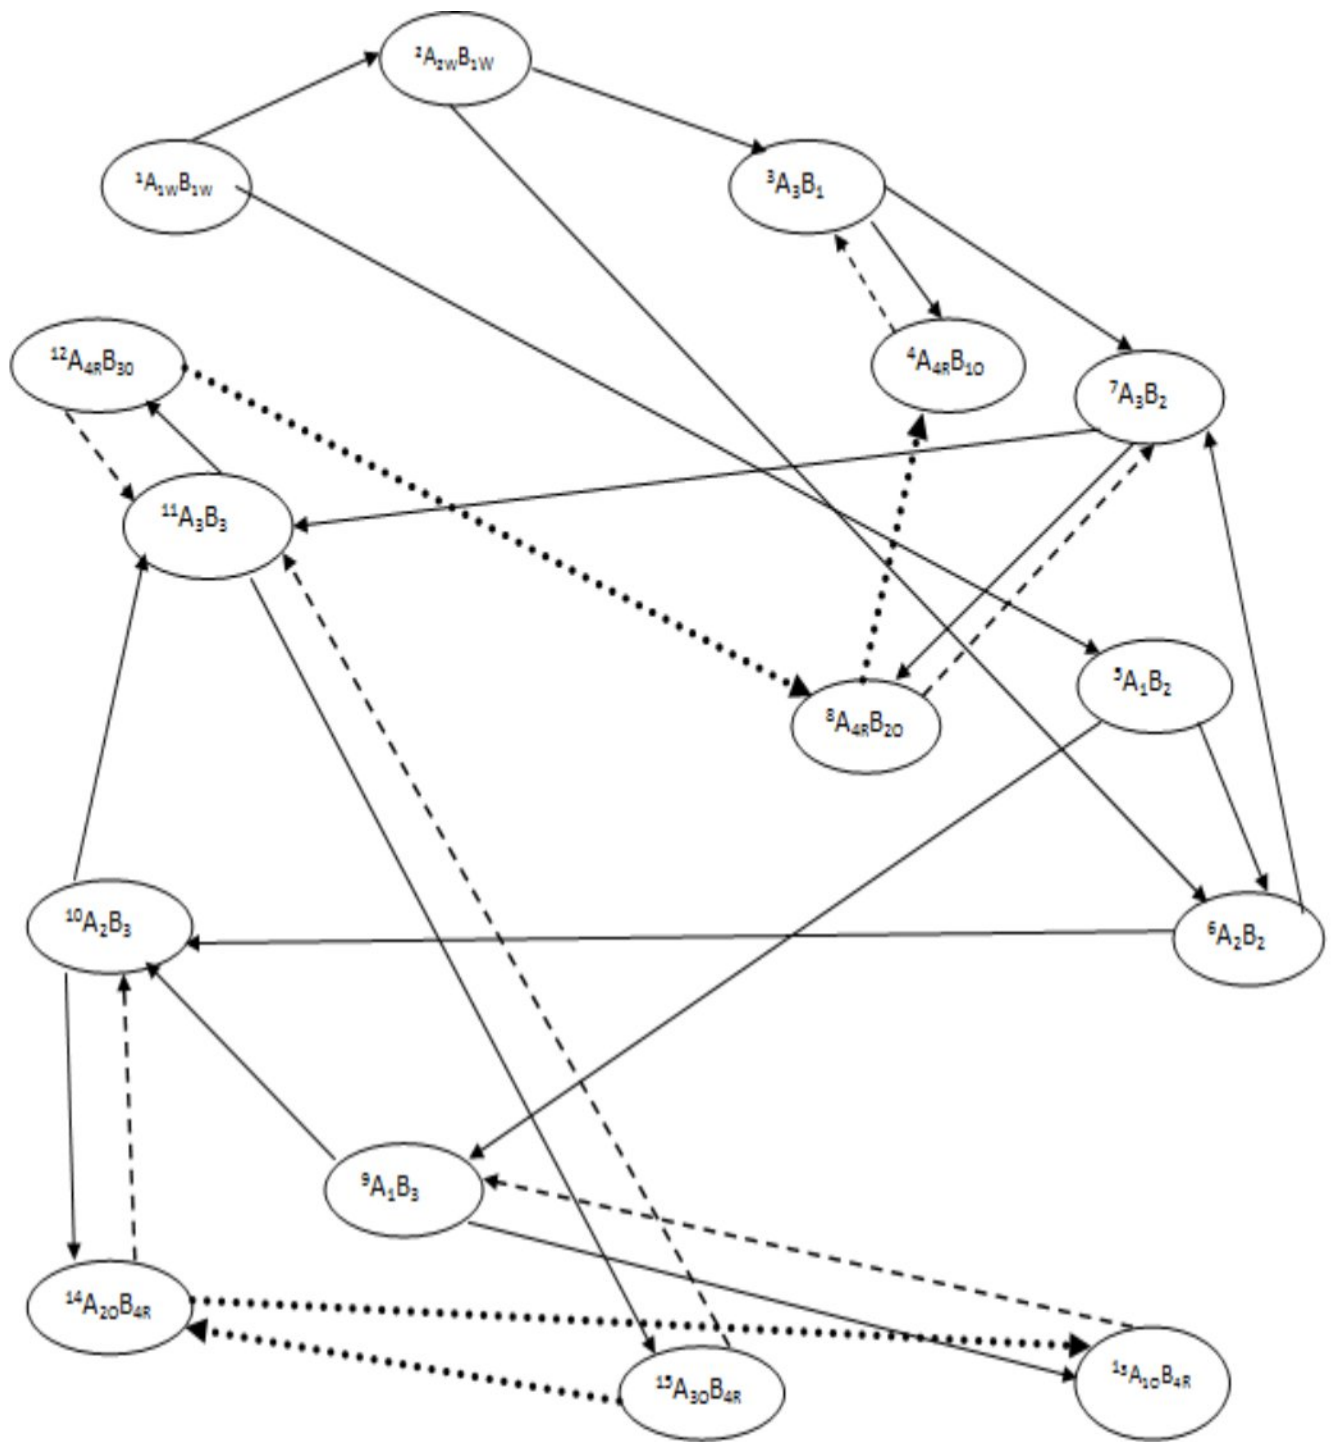 ²A₂WB₁W
¹A₁WB₁W
³A₃B₁
¹²A₄RB₃O
⁴A₄RB₁O
⁷A₃B₂
¹¹A₃B₃
⁵A₁B₂
⁸A₄RB₂O
¹⁰A₂B₃
⁶A₂B₂
⁹A₁B₃
¹⁴A₂OB₄R
¹³A₁OB₄R
¹⁵A₃OB₄R